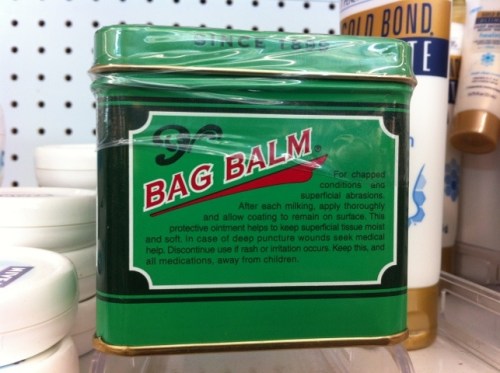 SINCE 1899
BAG BALM®
For chapped
conditions and
superficial abrasions.
After each milking, apply thoroughly
and allow coating to remain on surface. This
protective ointment helps to keep superficial tissue moist
and soft. In case of deep puncture wounds seek medical
help. Discontinue use if rash or irritation occurs. Keep this, and
all medications, away from children.
GOLD BOND